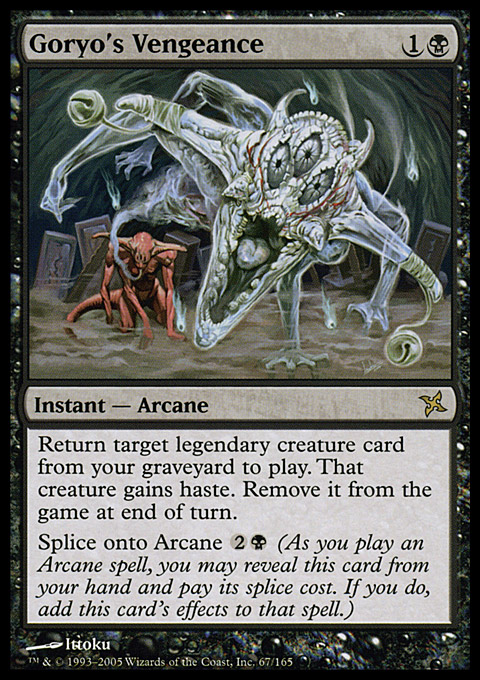 Goryo's Vengeance 1
Instant — Arcane
Return target legendary creature card
from your graveyard to play. That
creature gains haste. Remove it from the
game at end of turn.
Splice onto Arcane 2 (As you play an
Arcane spell, you may reveal this card from
your hand and pay its splice cost. If you do,
add this card's effects to that spell.)
Ittoku
™ & © 1993–2005 Wizards of the Coast, Inc. 67/165